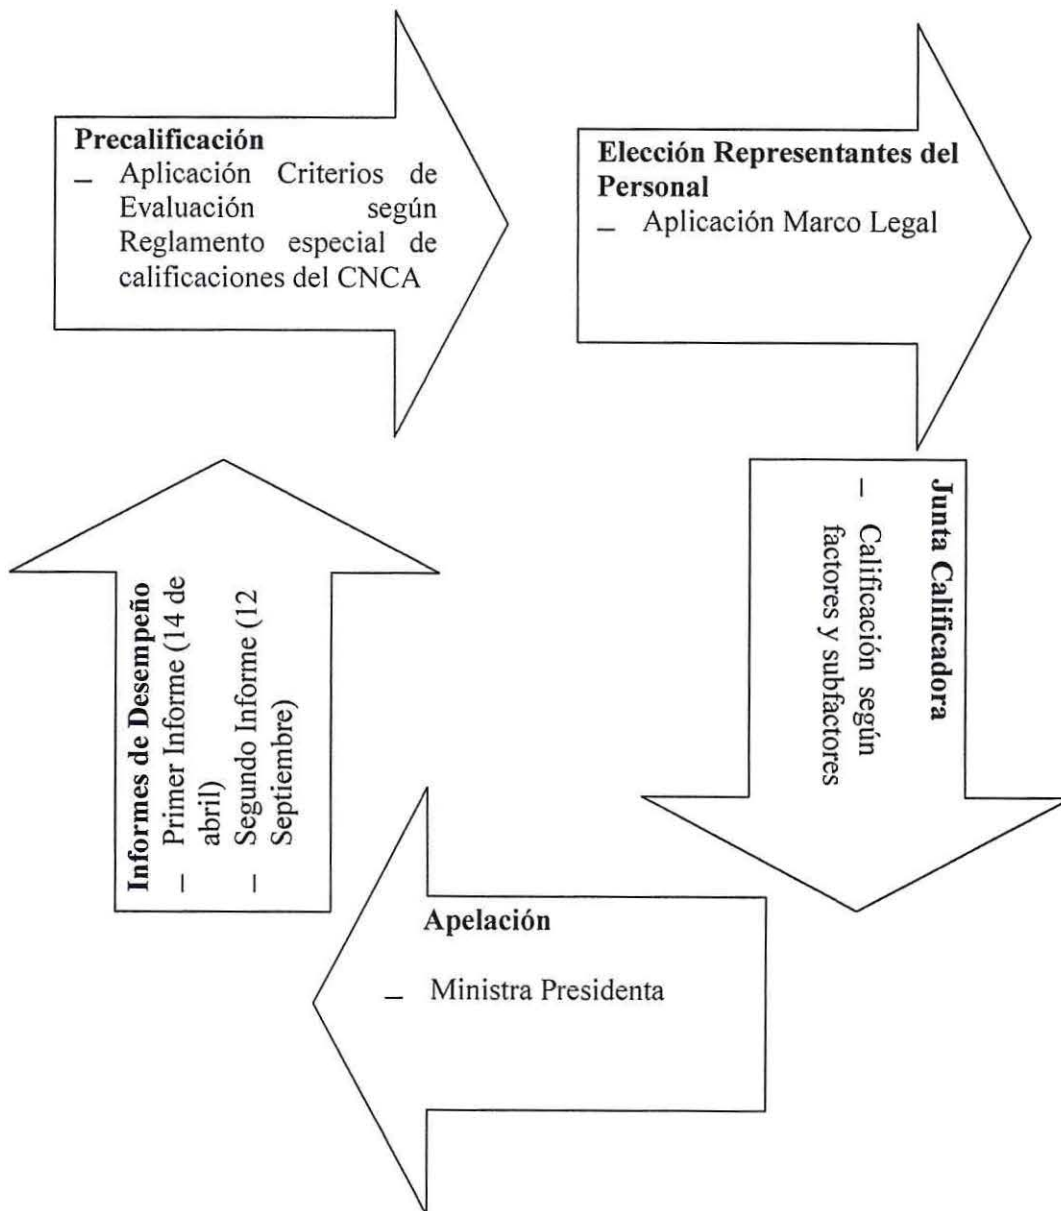 Precalificación
– Aplicación Criterios de
Evaluación según
Reglamento especial de
calificaciones del CNCA
Elección Representantes del
Personal
– Aplicación Marco Legal
Junta Calificadora
– Calificación según
factores y subfactores
Apelación
– Ministra Presidenta
Informes de Desempeño
– Primer Informe (14 de
abril)
– Segundo Informe (12
Septiembre)